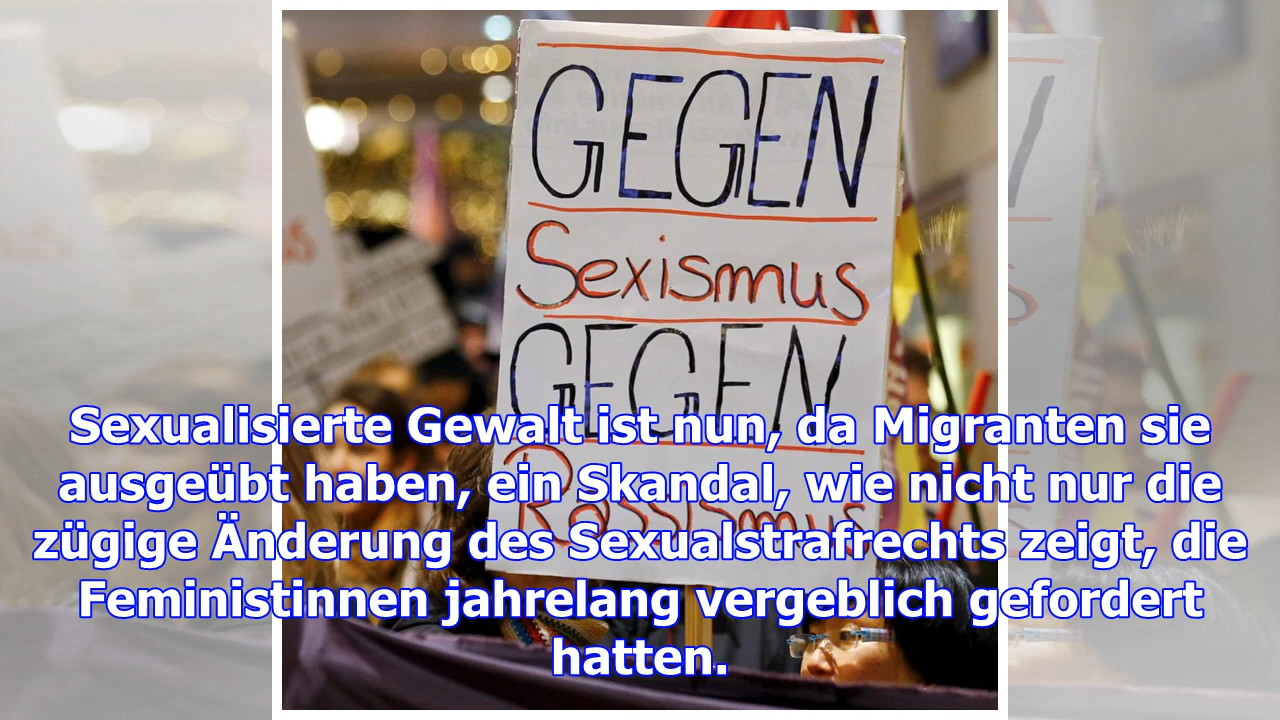 GEGEN
Sexismus
GEGEN
Rassismus
Sexualisierte Gewalt ist nun, da Migranten sie
ausgeübt haben, ein Skandal, wie nicht nur die
zügige Änderung des Sexualstrafrechts zeigt, die
Feministinnen jahrelang vergeblich gefordert
hatten.